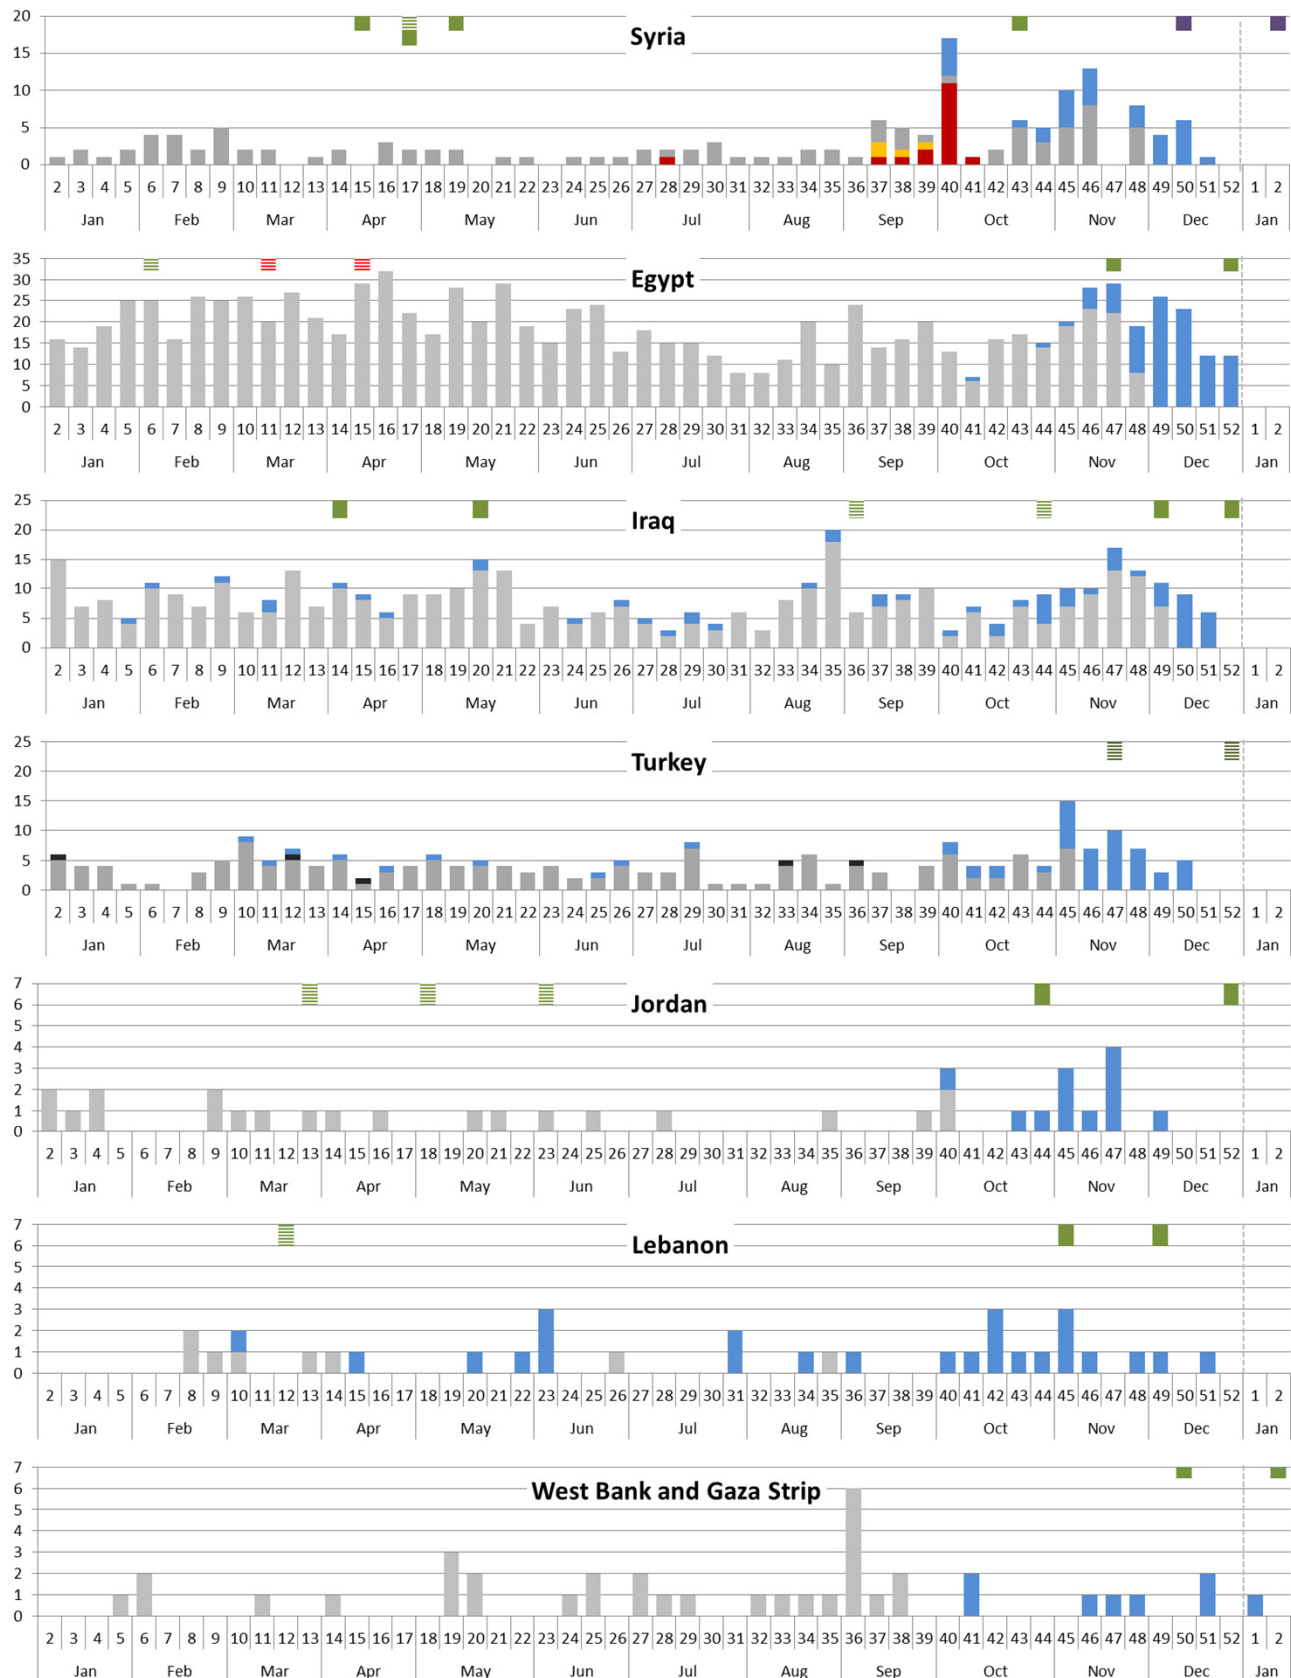 20
Syria
15
10
5
0
2 3 4 5 6 7 8 9 10 11 12 13 14 15 16 17 18 19 20 21 22 23 24 25 26 27 28 29 30 31 32 33 34 35 36 37 38 39 40 41 42 43 44 45 46 47 48 49 50 51 52 1 2
Jan Feb Mar Apr May Jun Jul Aug Sep Oct Nov Dec Jan
35
Egypt
30
25
20
15
10
5
0
2 3 4 5 6 7 8 9 10 11 12 13 14 15 16 17 18 19 20 21 22 23 24 25 26 27 28 29 30 31 32 33 34 35 36 37 38 39 40 41 42 43 44 45 46 47 48 49 50 51 52 1 2
Jan Feb Mar Apr May Jun Jul Aug Sep Oct Nov Dec Jan
25
Iraq
20
15
10
5
0
2 3 4 5 6 7 8 9 10 11 12 13 14 15 16 17 18 19 20 21 22 23 24 25 26 27 28 29 30 31 32 33 34 35 36 37 38 39 40 41 42 43 44 45 46 47 48 49 50 51 52 1 2
Jan Feb Mar Apr May Jun Jul Aug Sep Oct Nov Dec Jan
25
Turkey
20
15
10
5
0
2 3 4 5 6 7 8 9 10 11 12 13 14 15 16 17 18 19 20 21 22 23 24 25 26 27 28 29 30 31 32 33 34 35 36 37 38 39 40 41 42 43 44 45 46 47 48 49 50 51 52 1 2
Jan Feb Mar Apr May Jun Jul Aug Sep Oct Nov Dec Jan
7
6 Jordan
5
4
3
2
1
0
2 3 4 5 6 7 8 9 10 11 12 13 14 15 16 17 18 19 20 21 22 23 24 25 26 27 28 29 30 31 32 33 34 35 36 37 38 39 40 41 42 43 44 45 46 47 48 49 50 51 52 1 2
Jan Feb Mar Apr May Jun Jul Aug Sep Oct Nov Dec Jan
7
6 Lebanon
5
4
3
2
1
0
2 3 4 5 6 7 8 9 10 11 12 13 14 15 16 17 18 19 20 21 22 23 24 25 26 27 28 29 30 31 32 33 34 35 36 37 38 39 40 41 42 43 44 45 46 47 48 49 50 51 52 1 2
Jan Feb Mar Apr May Jun Jul Aug Sep Oct Nov Dec Jan
7
6 West Bank and Gaza Strip
5
4
3
2
1
0
2 3 4 5 6 7 8 9 10 11 12 13 14 15 16 17 18 19 20 21 22 23 24 25 26 27 28 29 30 31 32 33 34 35 36 37 38 39 40 41 42 43 44 45 46 47 48 49 50 51 52 1 2
Jan Feb Mar Apr May Jun Jul Aug Sep Oct Nov Dec Jan